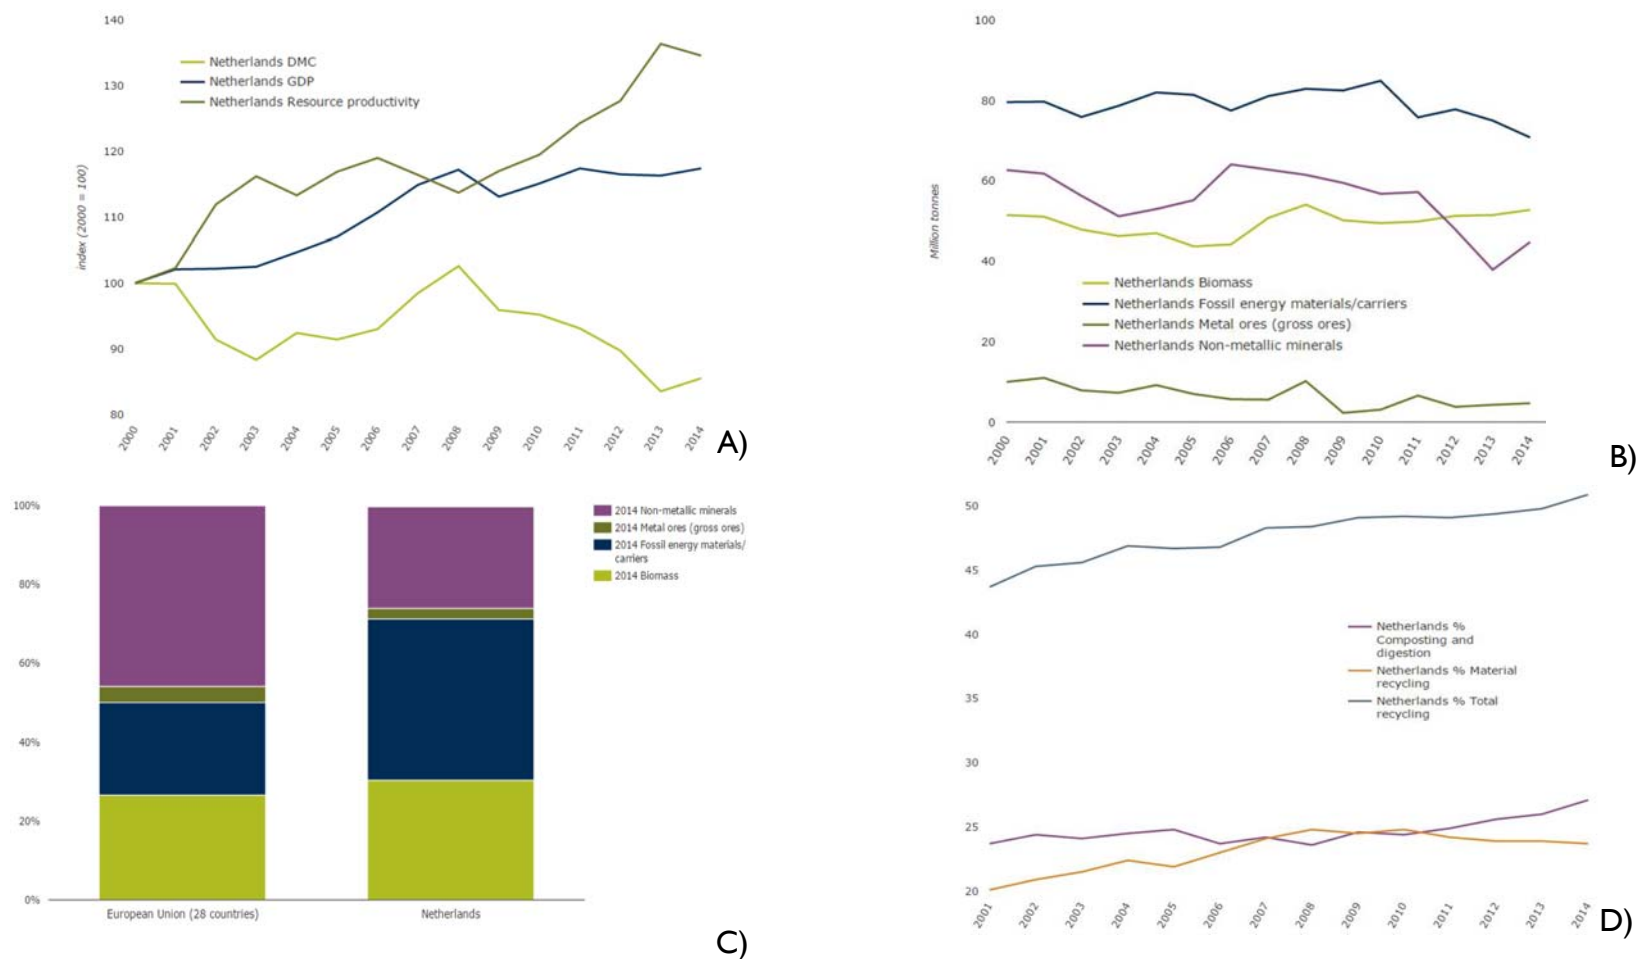 140
130
120
110
100
90
80
index (2000 = 100)
Netherlands DMC
Netherlands GDP
Netherlands Resource productivity
2000
2001
2002
2003
2004
2005
2006
2007
2008
2009
2010
2011
2012
2013
2014
A)
100
80
60
40
20
0
Million tonnes
Netherlands Biomass
Netherlands Fossil energy materials/carriers
Netherlands Metal ores (gross ores)
Netherlands Non-metallic minerals
2000
2001
2002
2003
2004
2005
2006
2007
2008
2009
2010
2011
2012
2013
2014
B)
100%
80%
60%
40%
20%
0%
2014 Non-metallic minerals
2014 Metal ores (gross ores)
2014 Fossil energy materials/
carriers
2014 Biomass
European Union (28 countries)
Netherlands
C)
50
45
40
35
30
25
20
Netherlands %
Composting and
digestion
Netherlands % Material
recycling
Netherlands % Total
recycling
2001
2002
2003
2004
2005
2006
2007
2008
2009
2010
2011
2012
2013
2014
D)